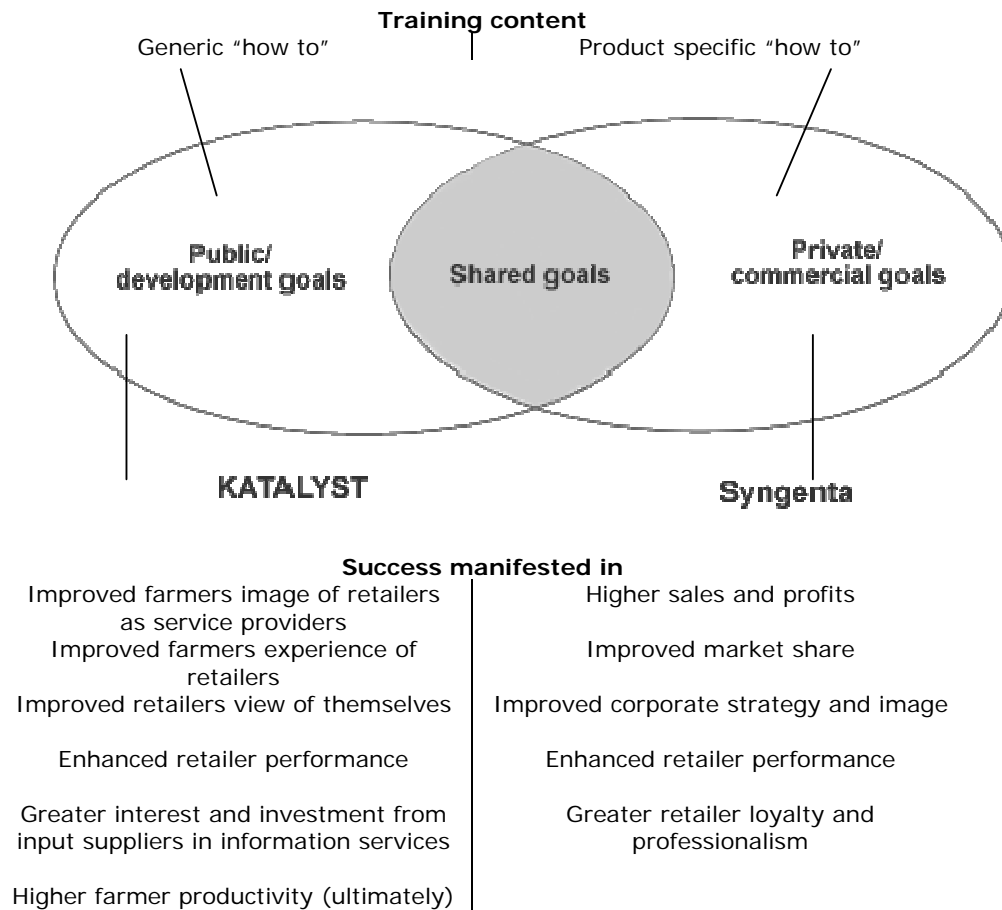 Training content
Generic “how to”
Product specific “how to”
Public/
development goals
Shared goals
Private/
commercial goals
KATALYST
Syngenta
Success manifested in
Improved farmers image of retailers
as service providers
Improved farmers experience of
retailers
Improved retailers view of themselves
Enhanced retailer performance
Greater interest and investment from
input suppliers in information services
Higher farmer productivity (ultimately)
Higher sales and profits
Improved market share
Improved corporate strategy and image
Enhanced retailer performance
Greater retailer loyalty and
professionalism